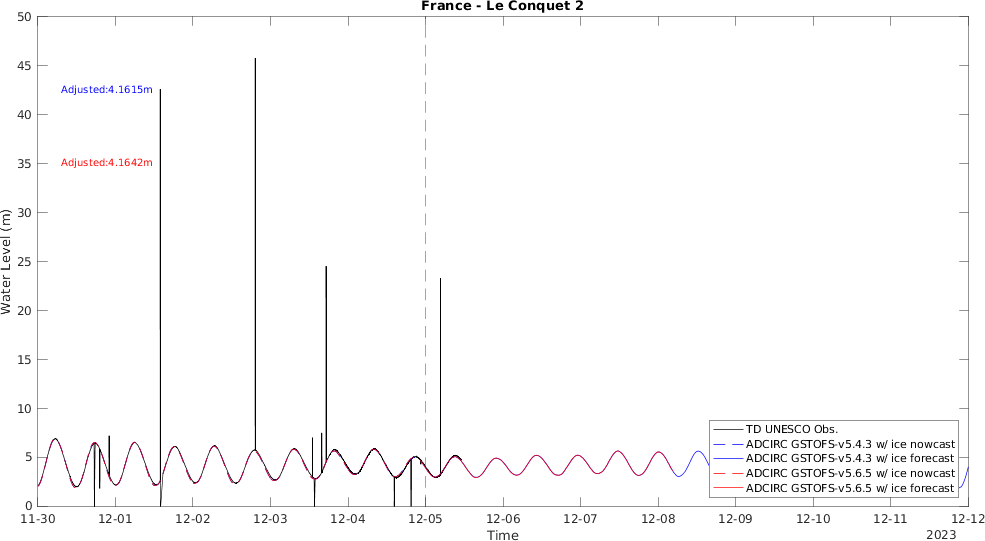 France - Le Conquet 2
50
45
40
35
30
25
20
15
10
5
0
Water Level (m)
Adjusted:4.1615m
Adjusted:4.1642m
TD UNESCO Obs.
ADCIRC GSTOFS-v5.4.3 w/ ice nowcast
ADCIRC GSTOFS-v5.4.3 w/ ice forecast
ADCIRC GSTOFS-v5.6.5 w/ ice nowcast
ADCIRC GSTOFS-v5.6.5 w/ ice forecast
11-30 12-01 12-02 12-03 12-04 12-05 12-06 12-07 12-08 12-09 12-10 12-11 12-12
Time
2023